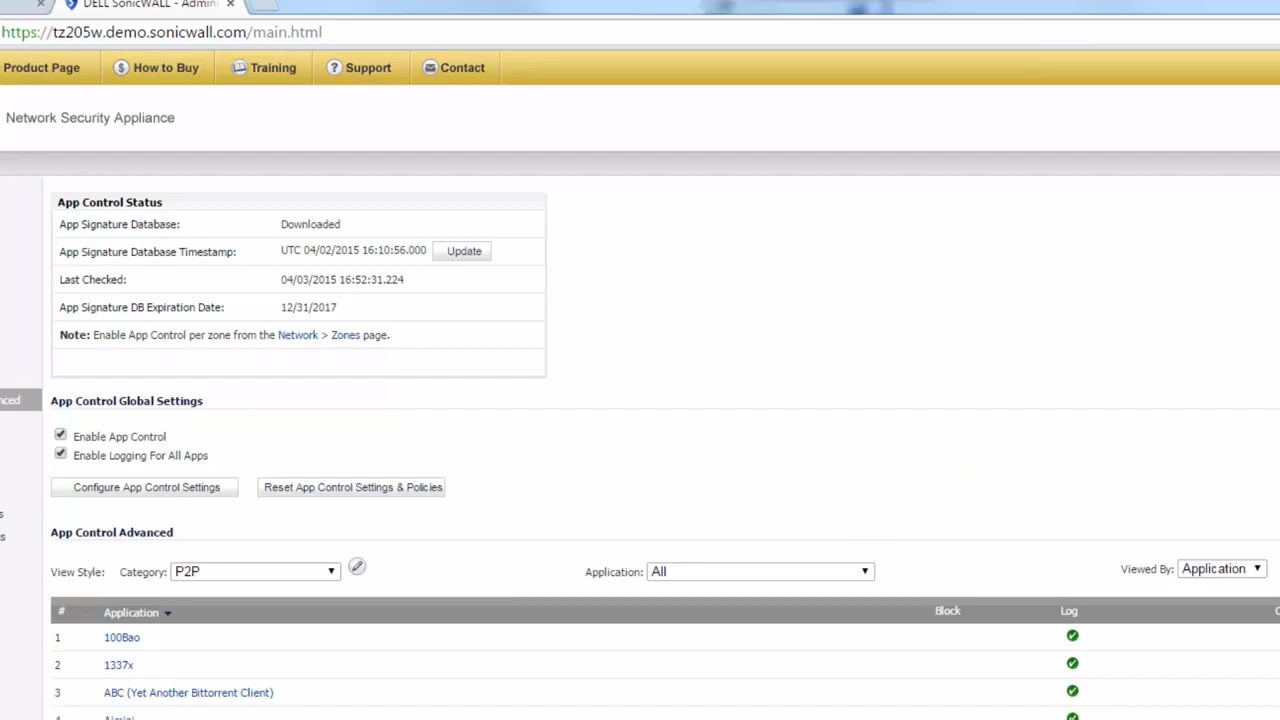 DELL SonicWALL - Admini
https://tz205w.demo.sonicwall.com/main.html
Product Page How to Buy Training Support Contact
Network Security Appliance
App Control Status
App Signature Database: Downloaded
App Signature Database Timestamp: UTC 04/02/2015 16:10:56.000 Update
Last Checked: 04/03/2015 16:52:31.224
App Signature DB Expiration Date: 12/31/2017
Note: Enable App Control per zone from the Network > Zones page.
nced
App Control Global Settings
Enable App Control
Enable Logging For All Apps
Configure App Control Settings Reset App Control Settings & Policies
s
s
App Control Advanced
View Style: Category: P2P Application: All Viewed By: Application
# Application Block Log
1 100Bao
2 1337x
3 ABC (Yet Another Bittorrent Client)